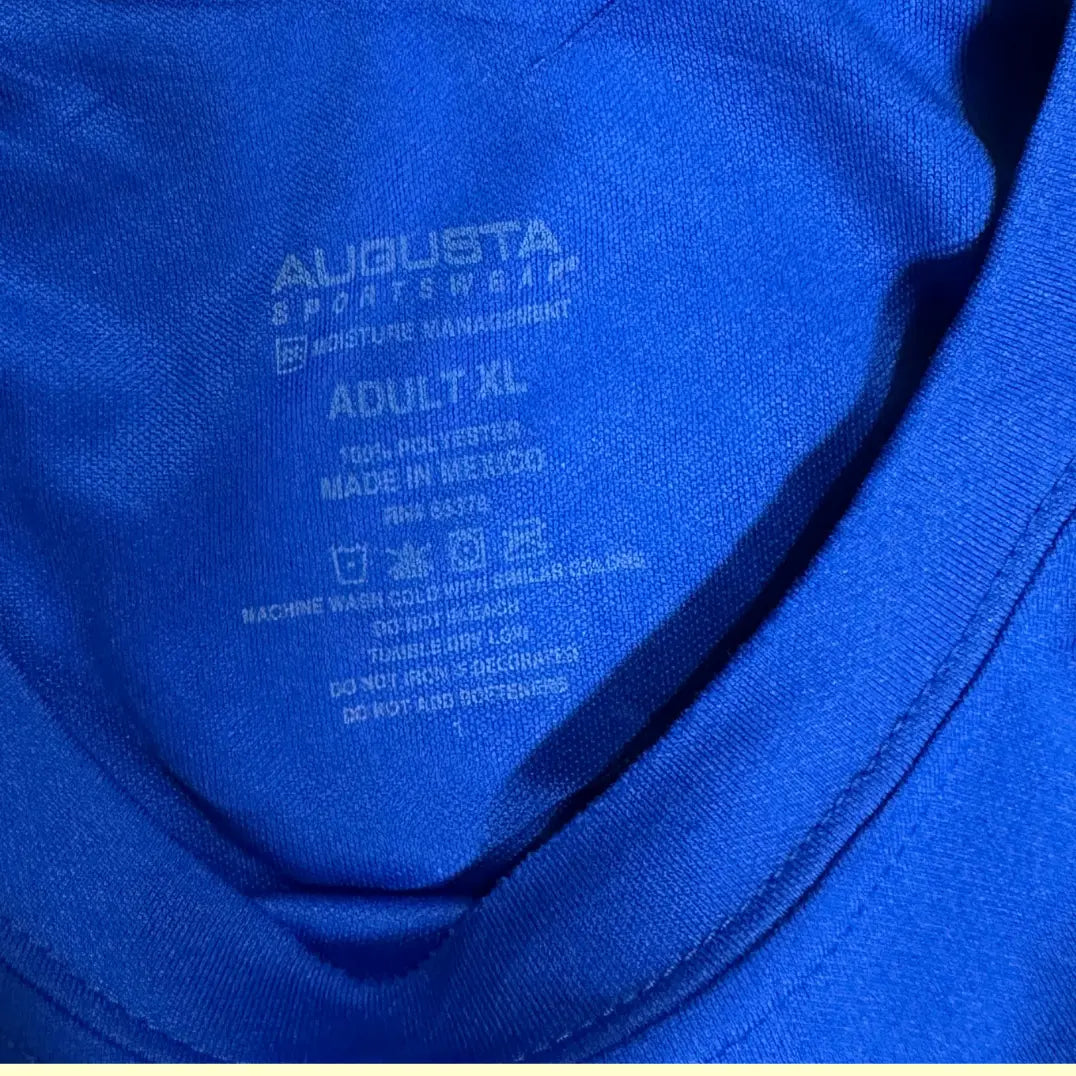 AUGUSTA
SPORTSWEAR®
MOISTURE MANAGEMENT
ADULT XL
100% POLYESTER
MADE IN MEXICO
RN#
MACHINE WASH COLD WITH SIMILAR COLORS
DO NOT BLEACH
TUMBLE DRY LOW
DO NOT IRON IF DECORATED
DO NOT ADD SOFTENERS